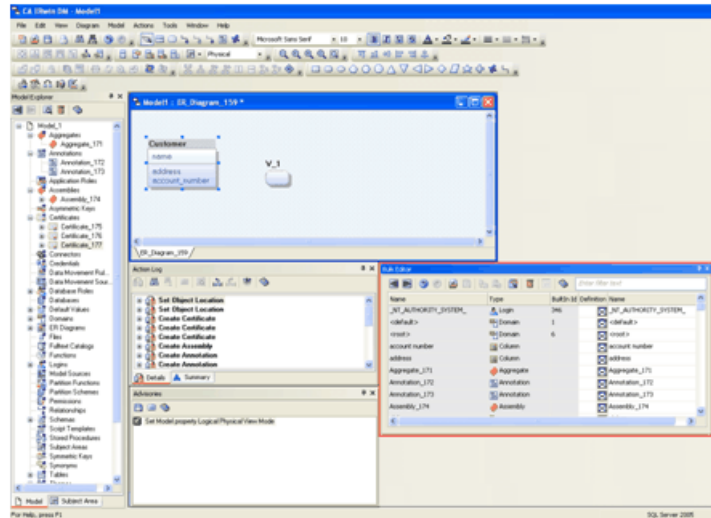 CA ERwin DM - Model1
File Edit View Diagram Model Actions Tools Window Help
Microsoft Sans Serif 10
Physical
Model Explorer
Model_1
Aggregates
Aggregate_171
Annotations
Annotation_172
Annotation_173
Application Roles
Assemblies
Assembly_174
Asymmetric Keys
Certificates
Certificate_175
Certificate_176
Certificate_177
Connectors
Credentials
Data Movement Rul...
Data Movement Sour...
Database Roles
Databases
Default Values
Domains
ER Diagrams
Files
Fulltext Catalogs
Functions
Logins
Model Sources
Partition Functions
Partition Schemes
Permissions
Relationships
Schemas
Script Templates
Stored Procedures
Subject Areas
Symmetric Keys
Synonyms
Tables
Model Subject Area
Model1 : ER_Diagram_159 *
Customer
name
address
account_number
V_1
ER_Diagram_159
Action Log
Set Object Location
Set Object Location
Create Certificate
Create Certificate
Create Certificate
Create Assembly
Create Annotation
Create Annotation
Details Summary
Advisories
Set Model property Logical Physical View Mode
Bulk Editor
Enter filter text
Name Type BuiltIn Id Definition Name
_NT_AUTHORITY_SYSTEM_ Login 346 _NT_AUTHORITY_SYSTEM_
<default> Domain 1 <default>
<root> Domain 6 <root>
account number Column account number
address Column address
Aggregate_171 Aggregate Aggregate_171
Annotation_172 Annotation Annotation_172
Annotation_173 Annotation Annotation_173
Assembly_174 Assembly Assembly_174
For Help, press F1
SQL Server 2005